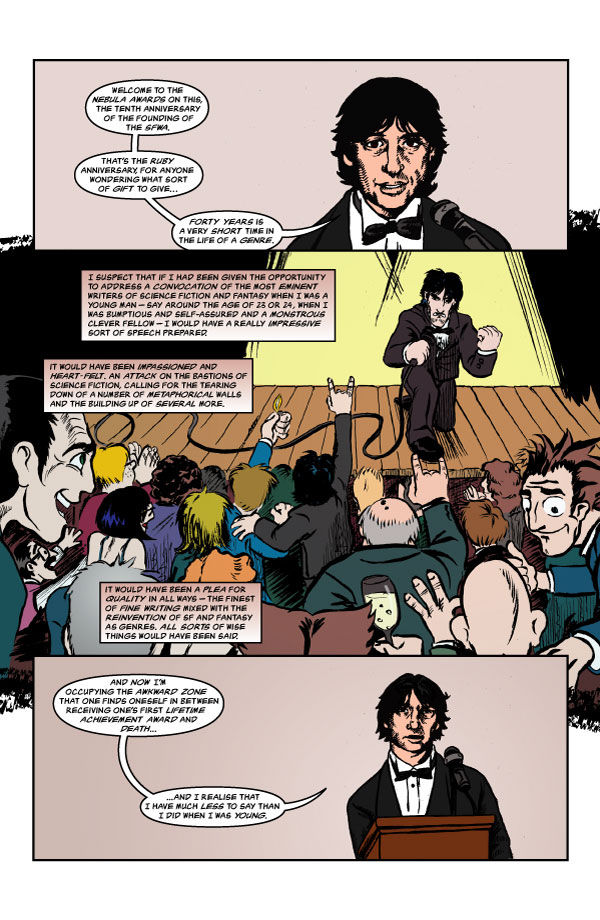 WELCOME TO THE
NEBULA AWARDS ON THIS,
THE TENTH ANNIVERSARY
OF THE FOUNDING OF
THE SFWA.
THAT'S THE RUBY
ANNIVERSARY, FOR ANYONE
WONDERING WHAT SORT
OF GIFT TO GIVE...
FORTY YEARS IS
A VERY SHORT TIME IN
THE LIFE OF A GENRE.
I SUSPECT THAT IF I HAD BEEN GIVEN THE OPPORTUNITY
TO ADDRESS A CONVOCATION OF THE MOST EMINENT
WRITERS OF SCIENCE FICTION AND FANTASY WHEN I WAS A
YOUNG MAN — SAY AROUND THE AGE OF 23 OR 24, WHEN I
WAS BUMPTIOUS AND SELF-ASSURED AND A MONSTROUS
CLEVER FELLOW — I WOULD HAVE A REALLY IMPRESSIVE
SORT OF SPEECH PREPARED.
IT WOULD HAVE BEEN IMPASSIONED AND
HEART-FELT. AN ATTACK ON THE BASTIONS OF
SCIENCE FICTION, CALLING FOR THE TEARING
DOWN OF A NUMBER OF METAPHORICAL WALLS
AND THE BUILDING UP OF SEVERAL MORE.
IT WOULD HAVE BEEN A PLEA FOR
QUALITY IN ALL WAYS — THE FINEST
OF FINE WRITING MIXED WITH THE
REINVENTION OF SF AND FANTASY
AS GENRES. ALL SORTS OF WISE
THINGS WOULD HAVE BEEN SAID.
AND NOW I'M
OCCUPYING THE AWKWARD ZONE
THAT ONE FINDS ONESELF IN BETWEEN
RECEIVING ONE'S FIRST LIFETIME
ACHIEVEMENT AWARD AND
DEATH...
...AND I REALISE THAT
I HAVE MUCH LESS TO SAY THAN
I DID WHEN I WAS YOUNG.